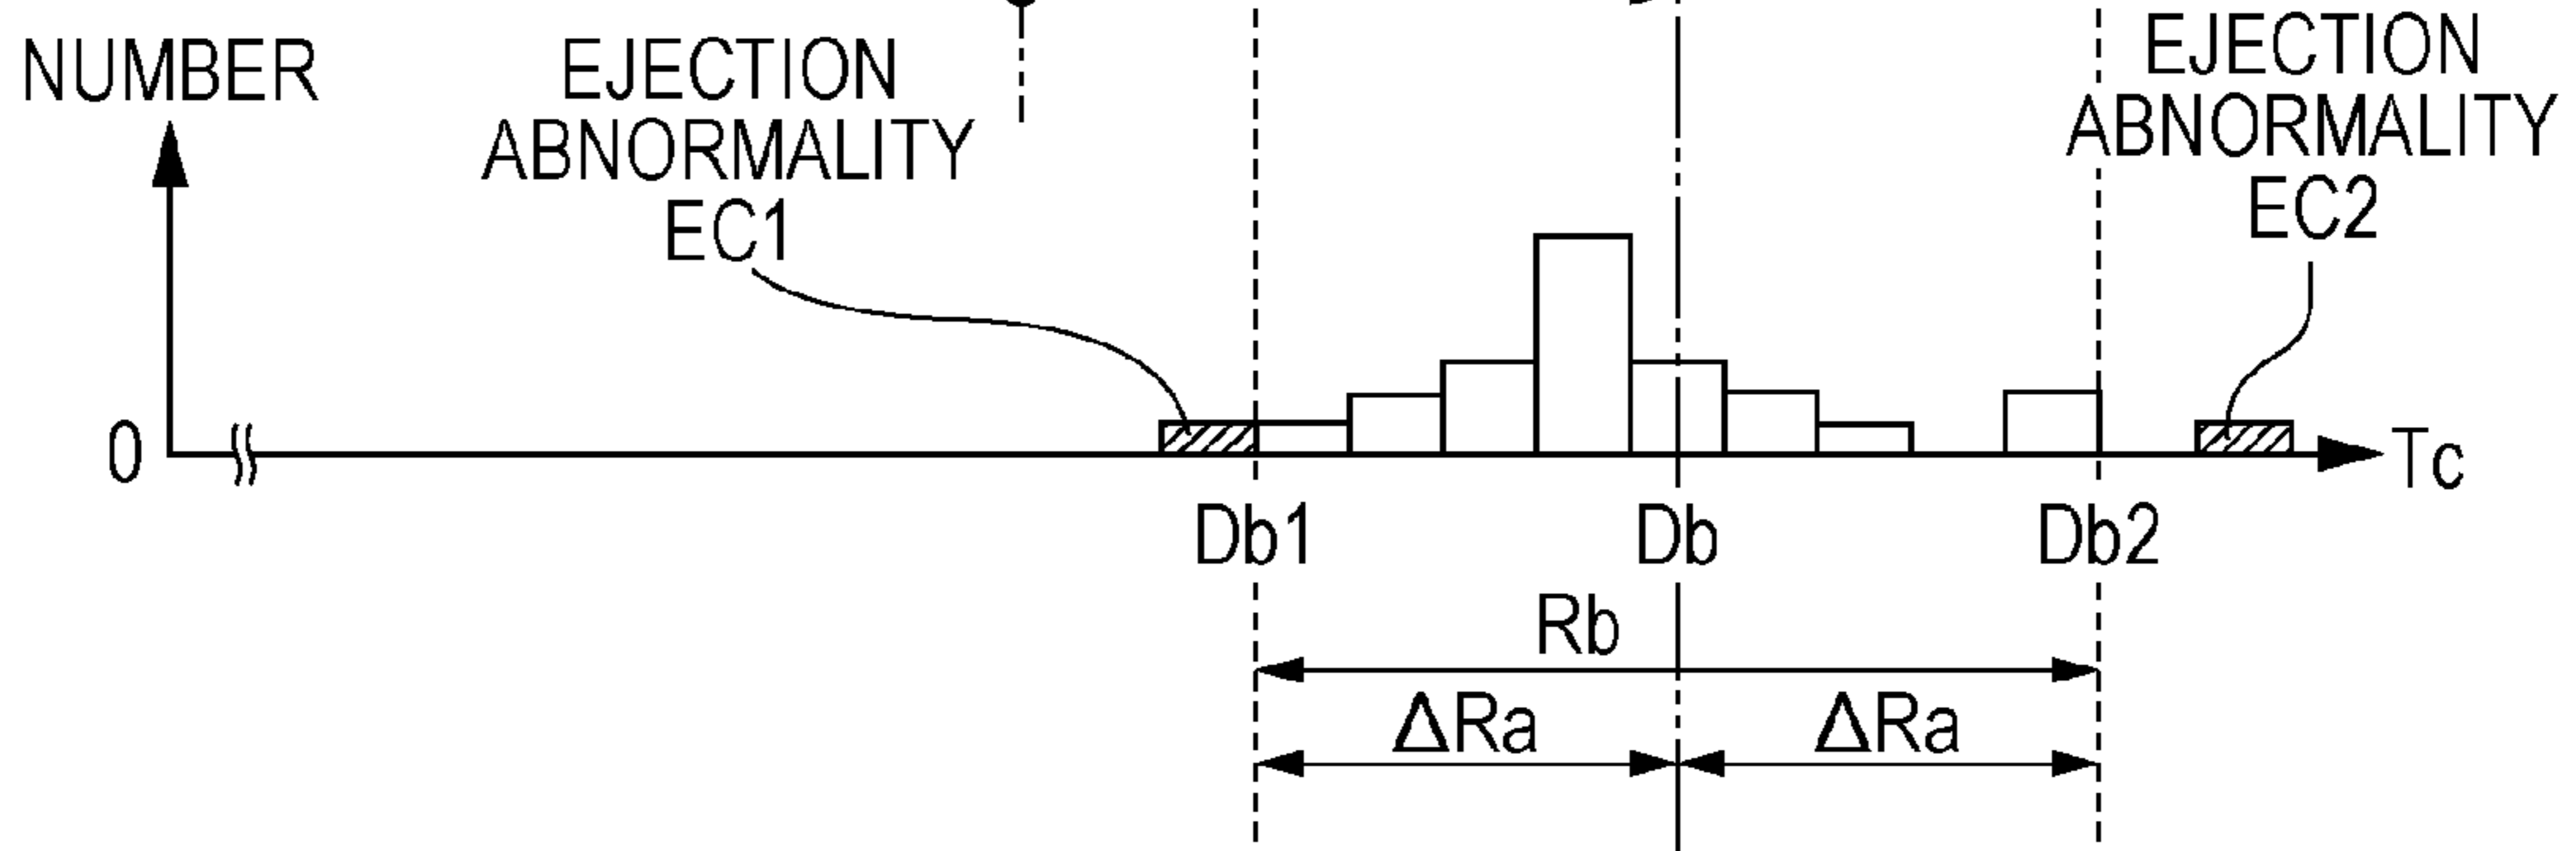 NUMBER
EJECTION
ABNORMALITY
EC1
EJECTION
ABNORMALITY
EC2
0
Tc
Db1
Db
Db2
Rb
ΔRa
ΔRa